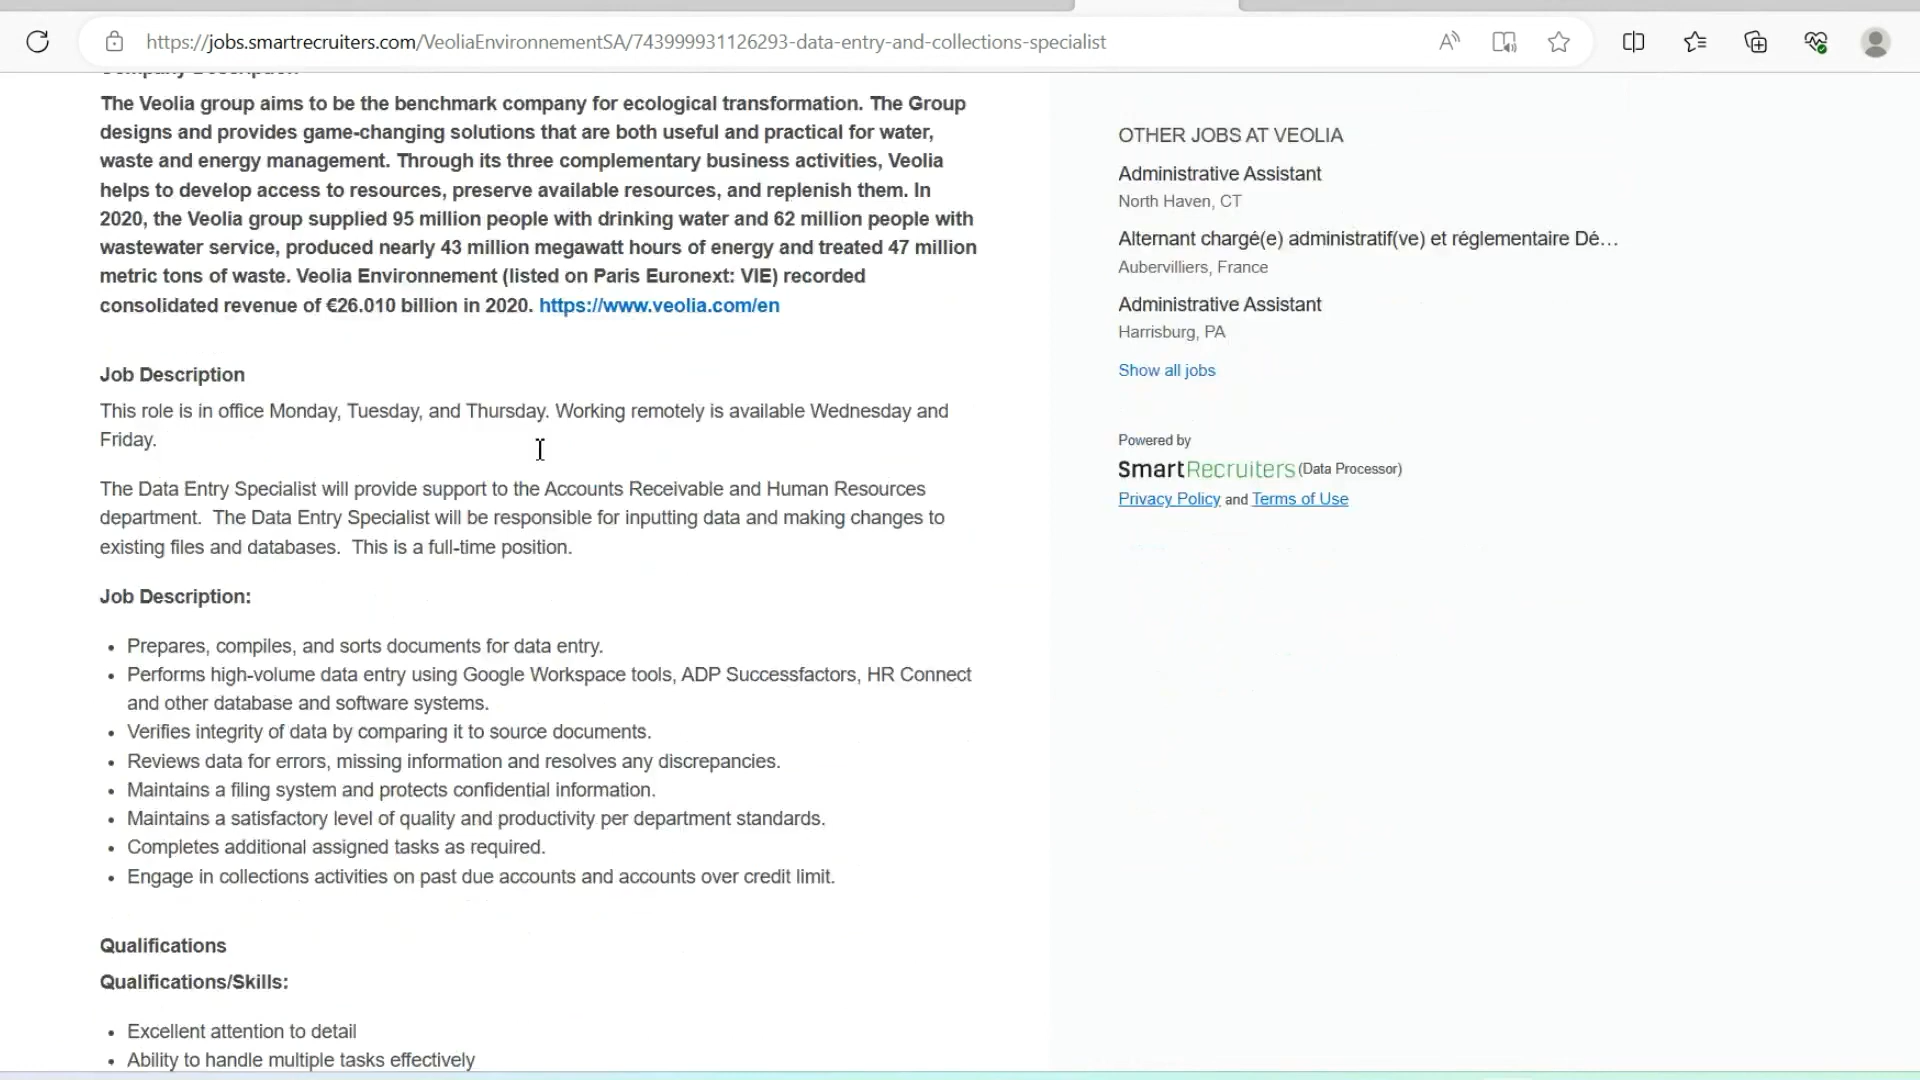 https://jobs.smartrecruiters.com/VeoliaEnvironnementSA/743999931126293-data-entry-and-collections-specialist
Company Description
The Veolia group aims to be the benchmark company for ecological transformation. The Group
designs and provides game-changing solutions that are both useful and practical for water,
waste and energy management. Through its three complementary business activities, Veolia
helps to develop access to resources, preserve available resources, and replenish them. In
2020, the Veolia group supplied 95 million people with drinking water and 62 million people with
wastewater service, produced nearly 43 million megawatt hours of energy and treated 47 million
metric tons of waste. Veolia Environnement (listed on Paris Euronext: VIE) recorded
consolidated revenue of €26.010 billion in 2020. https://www.veolia.com/en
Job Description
This role is in office Monday, Tuesday, and Thursday. Working remotely is available Wednesday and
Friday.
The Data Entry Specialist will provide support to the Accounts Receivable and Human Resources
department. The Data Entry Specialist will be responsible for inputting data and making changes to
existing files and databases. This is a full-time position.
Job Description:
• Prepares, compiles, and sorts documents for data entry.
• Performs high-volume data entry using Google Workspace tools, ADP Successfactors, HR Connect
and other database and software systems.
• Verifies integrity of data by comparing it to source documents.
• Reviews data for errors, missing information and resolves any discrepancies.
• Maintains a filing system and protects confidential information.
• Maintains a satisfactory level of quality and productivity per department standards.
• Completes additional assigned tasks as required.
• Engage in collections activities on past due accounts and accounts over credit limit.
Qualifications
Qualifications/Skills:
• Excellent attention to detail
• Ability to handle multiple tasks effectively
OTHER JOBS AT VEOLIA
Administrative Assistant
North Haven, CT
Alternant chargé(e) administratif(ve) et réglementaire Dé...
Aubervilliers, France
Administrative Assistant
Harrisburg, PA
Show all jobs
Powered by
SmartRecruiters (Data Processor)
Privacy Policy and Terms of Use